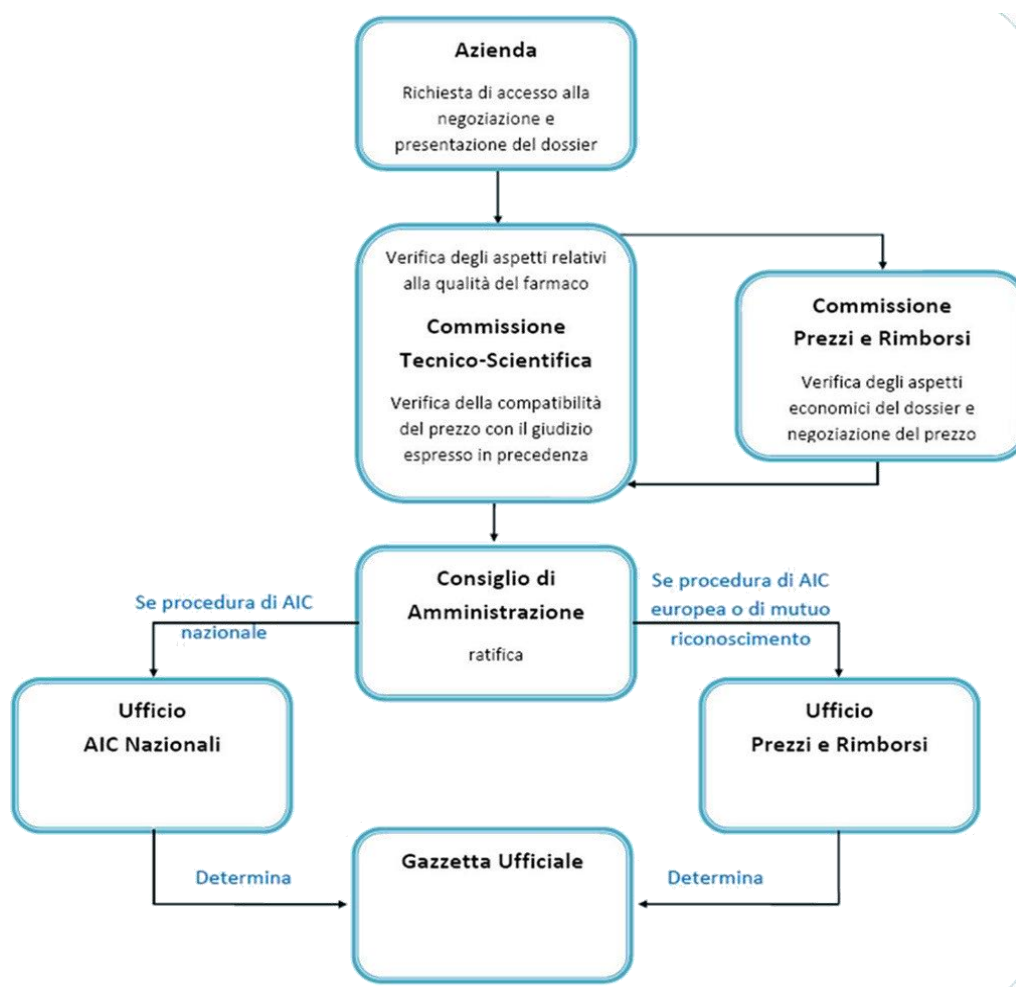 Azienda
Richiesta di accesso alla
negoziazione e
presentazione del dossier
Verifica degli aspetti relativi
alla qualità del farmaco
Commissione
Tecnico-Scientifica
Verifica della compatibilità
del prezzo con il giudizio
espresso in precedenza
Commissione
Prezzi e Rimborsi
Verifica degli aspetti
economici del dossier e
negoziazione del prezzo
Consiglio di
Amministrazione
ratifica
Se procedura di AIC
nazionale
Se procedura di AIC
europea o di mutuo
riconoscimento
Ufficio
AIC Nazionali
Ufficio
Prezzi e Rimborsi
Determina
Gazzetta Ufficiale
Determina